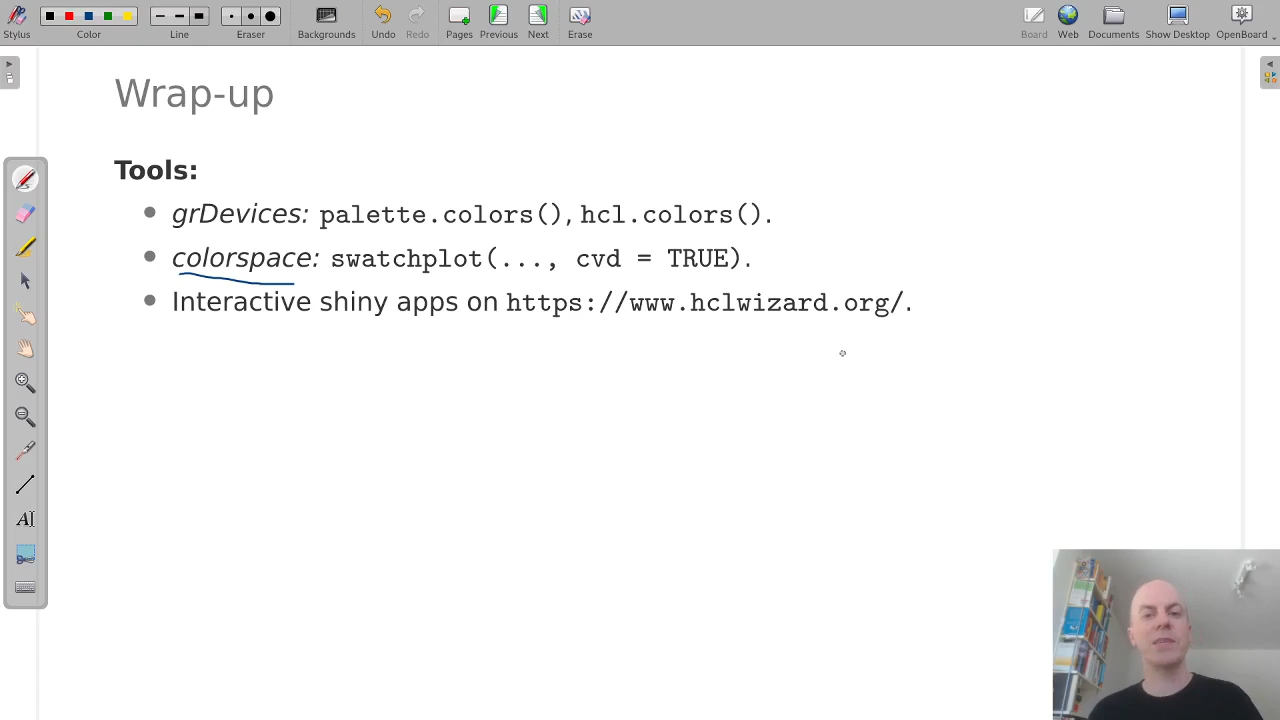 Stylus
Color
Line
Eraser
Backgrounds
Undo
Redo
Pages
Previous
Next
Erase
Board
Web
Documents
Show Desktop
OpenBoard
Wrap-up
Tools:
grDevices: palette.colors(), hcl.colors().
colorspace: swatchplot(..., cvd = TRUE).
Interactive shiny apps on https://www.hclwizard.org/.
AI